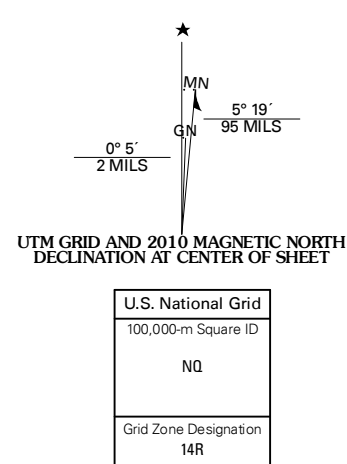 MN
GN
5° 19´
95 MILS
0° 5´
2 MILS
UTM GRID AND 2010 MAGNETIC NORTH
DECLINATION AT CENTER OF SHEET
U.S. National Grid
100,000-m Square ID
NQ
Grid Zone Designation
14R